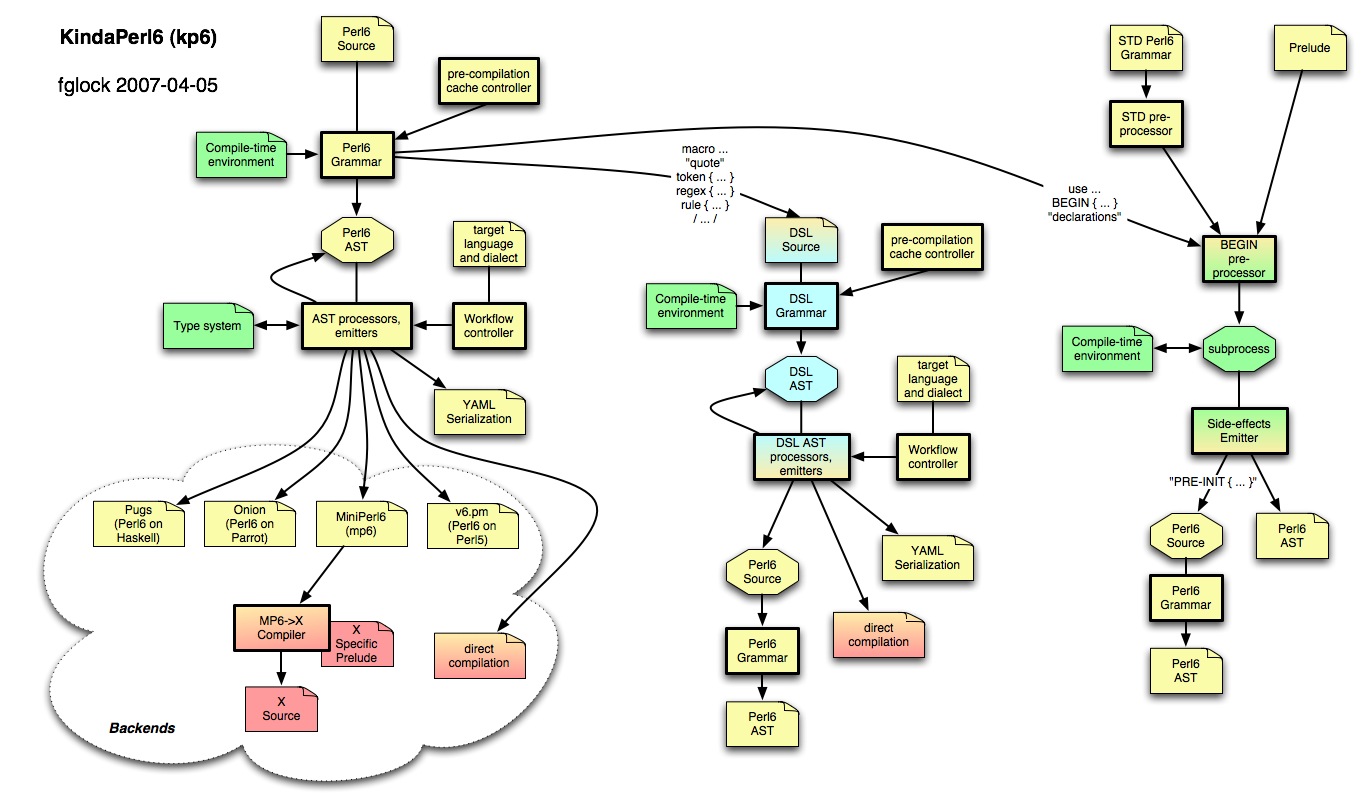 KindaPerl6 (kp6)
fglock 2007-04-05
Perl6
Source
pre-compilation
cache controller
Compile-time
environment
Perl6
Grammar
Perl6
AST
target
language
and dialect
Type system
AST processors,
emitters
Workflow
controller
YAML
Serialization
Pugs
(Perl6 on
Haskell)
Onion
(Perl6 on
Parrot)
MiniPerl6
(mp6)
v6.pm
(Perl6 on
Perl5)
MP6->X
Compiler
X
Specific
Prelude
direct
compilation
X
Source
Backends
macro ...
"quote"
token { ... }
regex { ... }
rule { ... }
/ ... /
DSL
Source
pre-compilation
cache controller
Compile-time
environment
DSL
Grammar
DSL
AST
target
language
and dialect
DSL AST
processors,
emitters
Workflow
controller
YAML
Serialization
Perl6
Source
direct
compilation
Perl6
Grammar
Perl6
AST
use ...
BEGIN { ... }
"declarations"
STD Perl6
Grammar
Prelude
STD pre-
processor
BEGIN
pre-
processor
Compile-time
environment
subprocess
Side-effects
Emitter
"PRE-INIT { ... }"
Perl6
Source
Perl6
AST
Perl6
Grammar
Perl6
AST